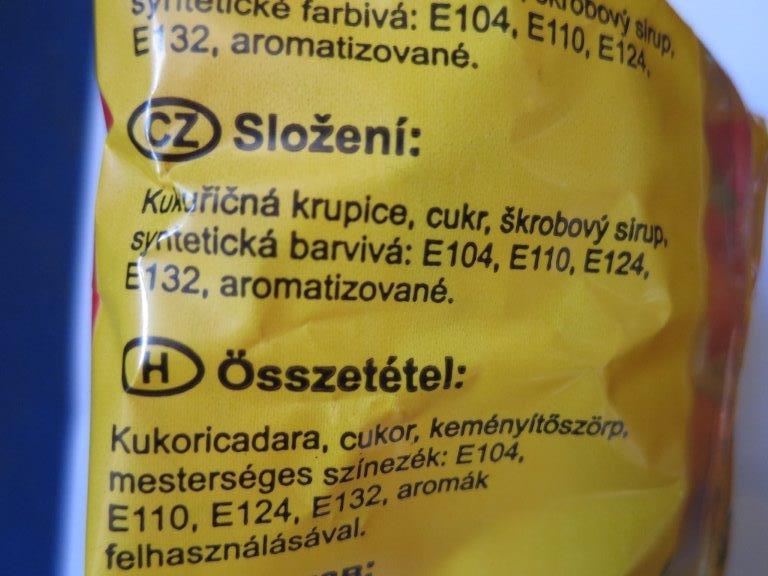 syntetické farbivá: E104, E110, E124,
E132, aromatizované.
CZ Složení:
Kukuřičná krupice, cukr, škrobový sirup,
syntetická barvivá: E104, E110, E124,
E132, aromatizované.
H Összetétel:
Kukoricadara, cukor, keményítőszörp,
mesterséges színezék: E104,
E110, E124, E132, aromák
felhasználásával.